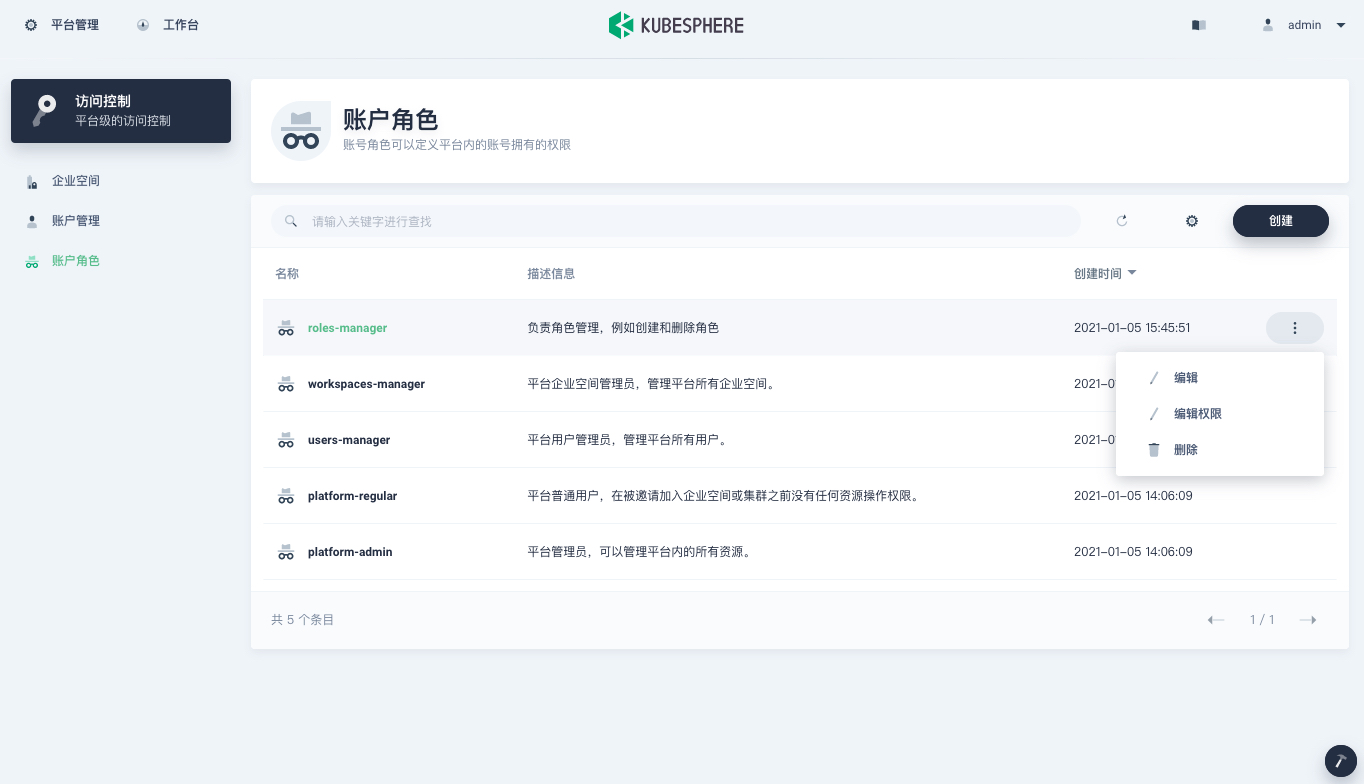 平台管理
工作台
KUBESPHERE
admin
访问控制
平台级的访问控制
企业空间
账户管理
账户角色
账户角色
账号角色可以定义平台内的账号拥有的权限
请输入关键字进行查找
创建
名称 描述信息 创建时间
roles-manager 负责角色管理，例如创建和删除角色 2021-01-05 15:45:51
workspaces-manager 平台企业空间管理员，管理平台所有企业空间。 2021-0
users-manager 平台用户管理员，管理平台所有用户。 2021-0
platform-regular 平台普通用户，在被邀请加入企业空间或集群之前没有任何资源操作权限。 2021-01-05 14:06:09
platform-admin 平台管理员，可以管理平台内的所有资源。 2021-01-05 14:06:09
编辑
编辑权限
删除
共 5 个条目
1 / 1